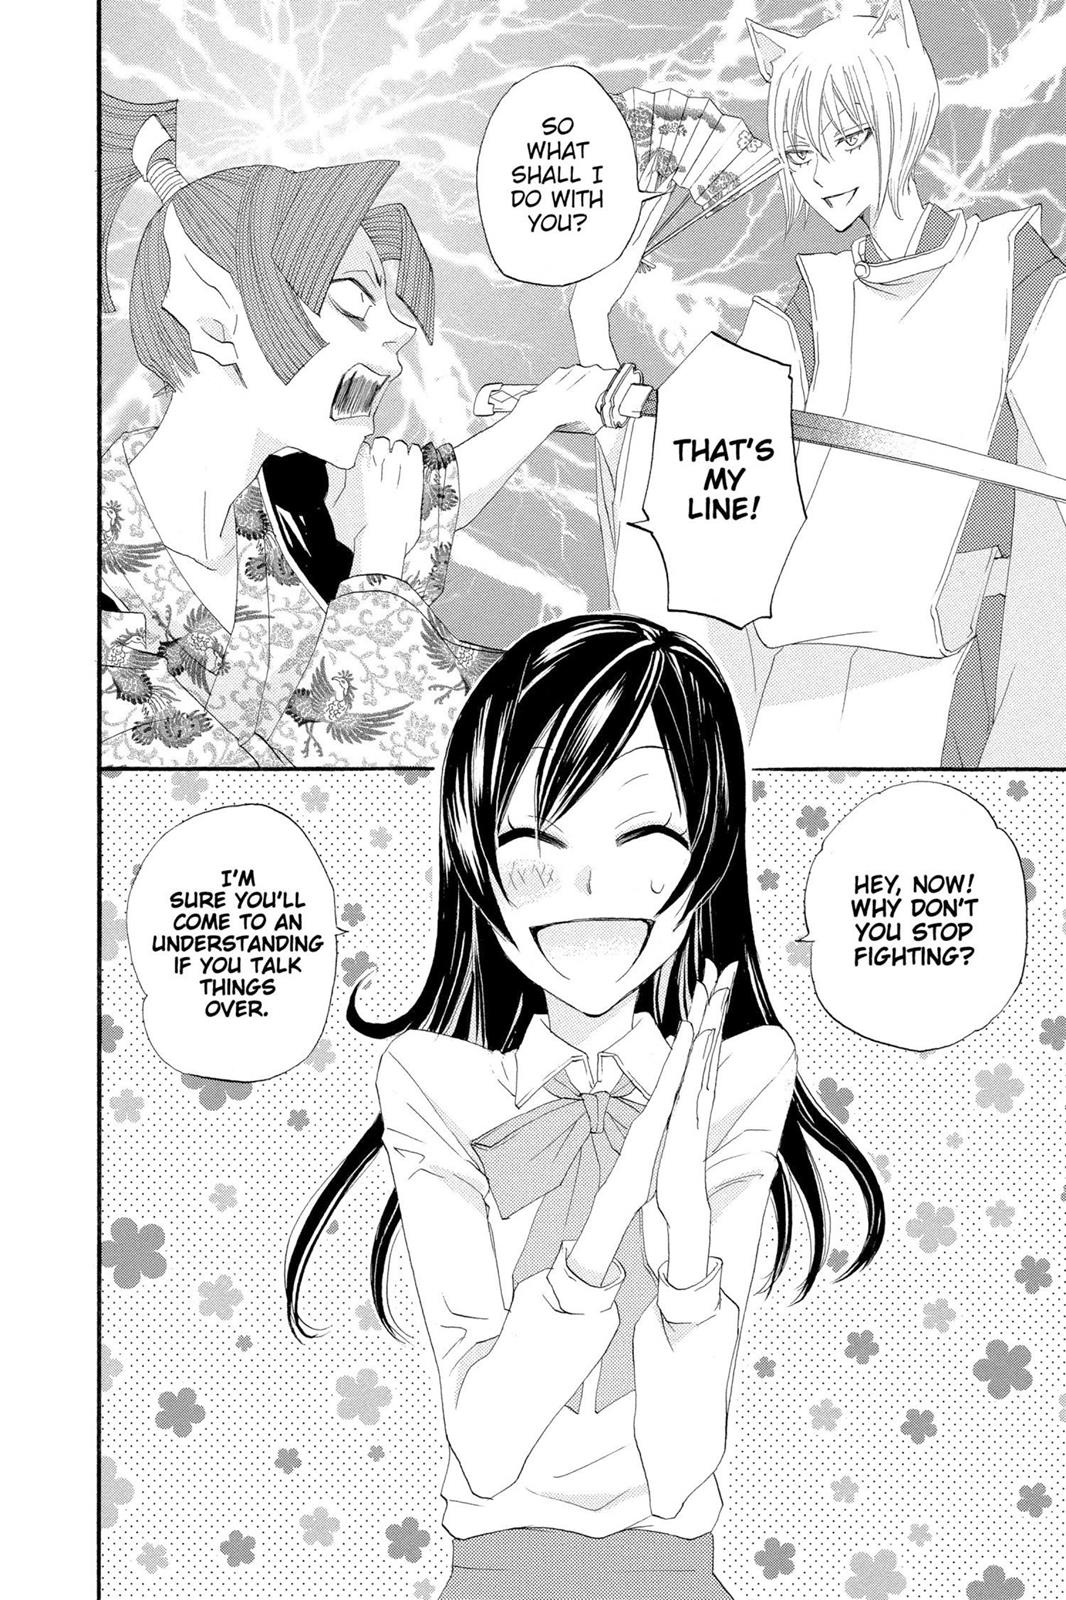 SO
WHAT
SHALL I
DO WITH
YOU?
THAT'S
MY
LINE!
HEY, NOW!
WHY DON'T
YOU STOP
FIGHTING?
I'M
SURE YOU'LL
COME TO AN
UNDERSTANDING
IF YOU TALK
THINGS
OVER.